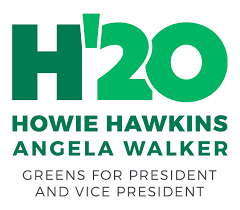 H'20
HOWIE HAWKINS
ANGELA WALKER
GREENS FOR PRESIDENT
AND VICE PRESIDENT